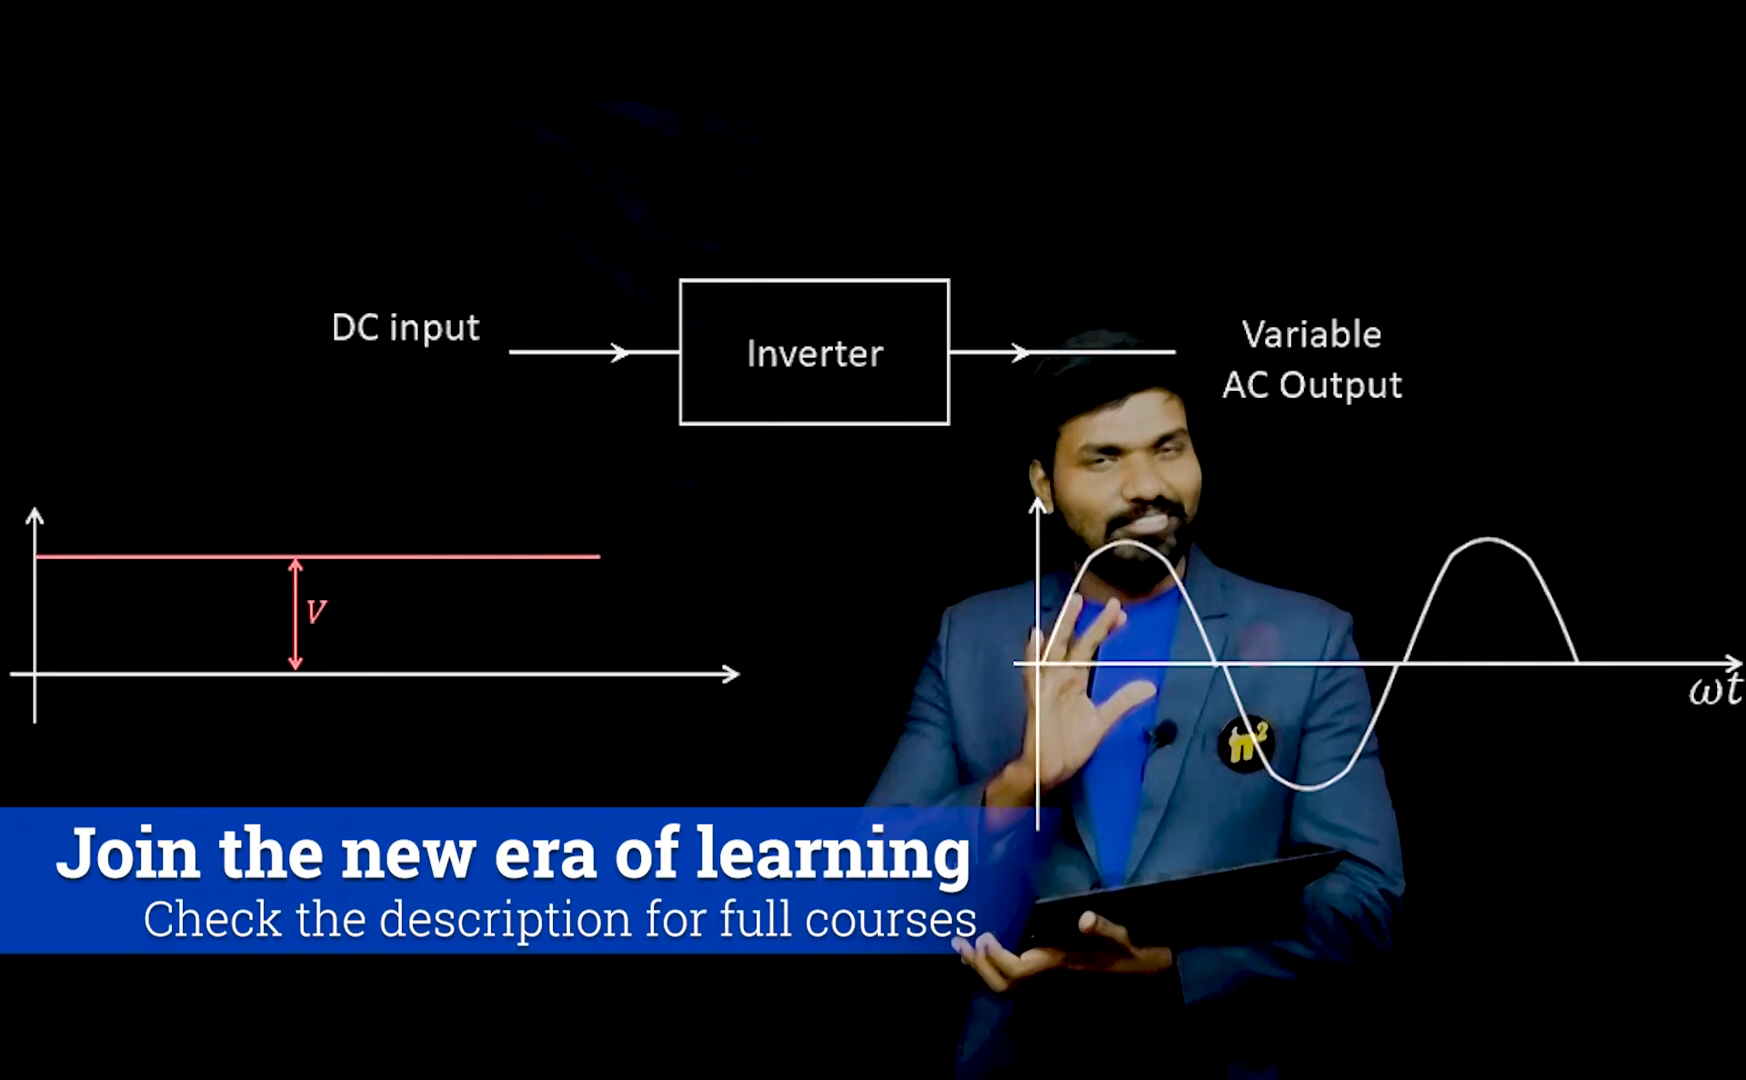 DC input
Inverter
Variable
AC Output
V
ωt
n²
Join the new era of learning
Check the description for full courses